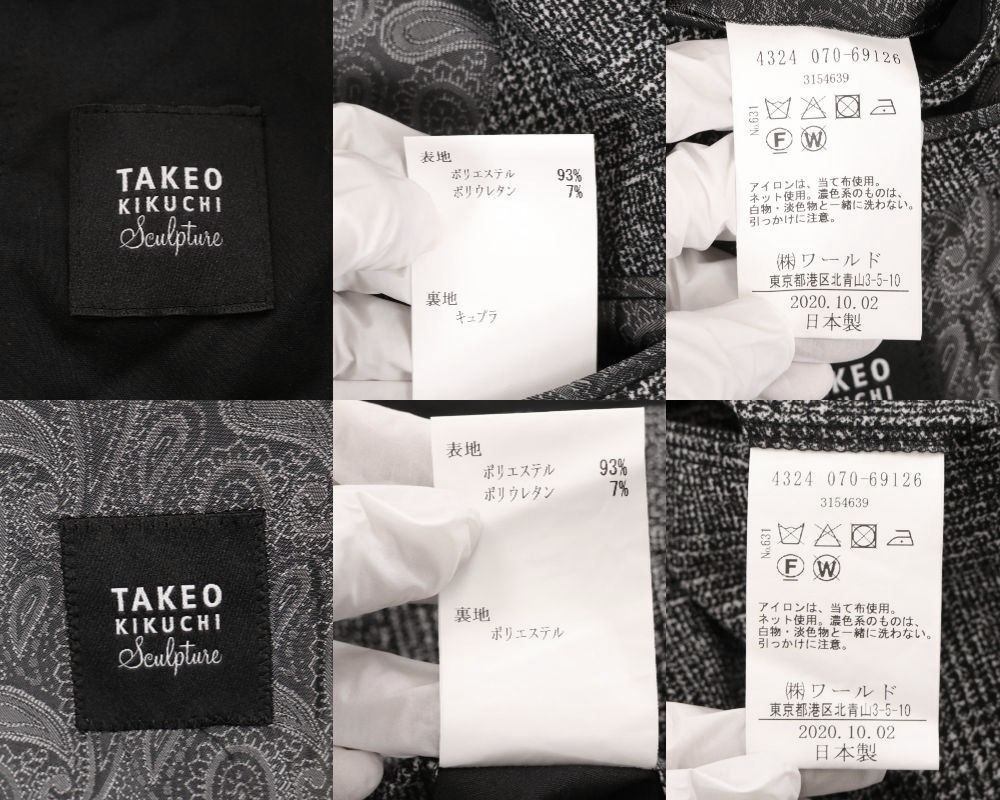 TAKEO
KIKUCHI
Sculpture
表地
ポリエステル 93%
ポリウレタン 7%
裏地
キュプラ
4324 070-69126
3154639
No.631
F W
アイロンは、当て布使用。
ネット使用。濃色系のものは、
白物・淡色物と一緒に洗わない。
引っかけに注意。
㈱ワールド
東京都港区北青山3-5-10
2020.10.02
日本製
KEO
KUCHI
TAKEO
KIKUCHI
Sculpture
表地
ポリエステル 93%
ポリウレタン 7%
裏地
ポリエステル
4324 070-69126
3154639
No.631
F W
アイロンは、当て布使用。
ネット使用。濃色系のものは、
白物・淡色物と一緒に洗わない。
引っかけに注意。
㈱ワールド
東京都港区北青山3-5-10
2020.10.02
日本製